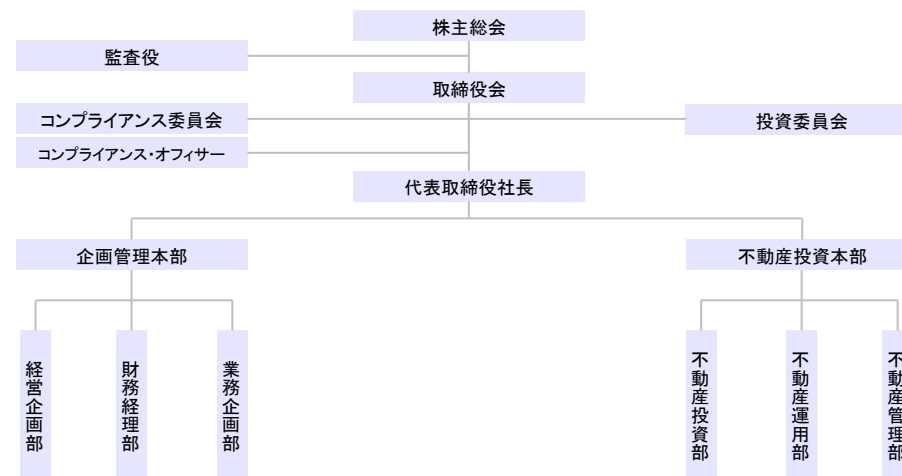 株主総会
監査役
取締役会
コンプライアンス委員会
投資委員会
コンプライアンス・オフィサー
代表取締役社長
企画管理本部
不動産投資本部
経営企画部
財務経理部
業務企画部
不動産投資部
不動産運用部
不動産管理部